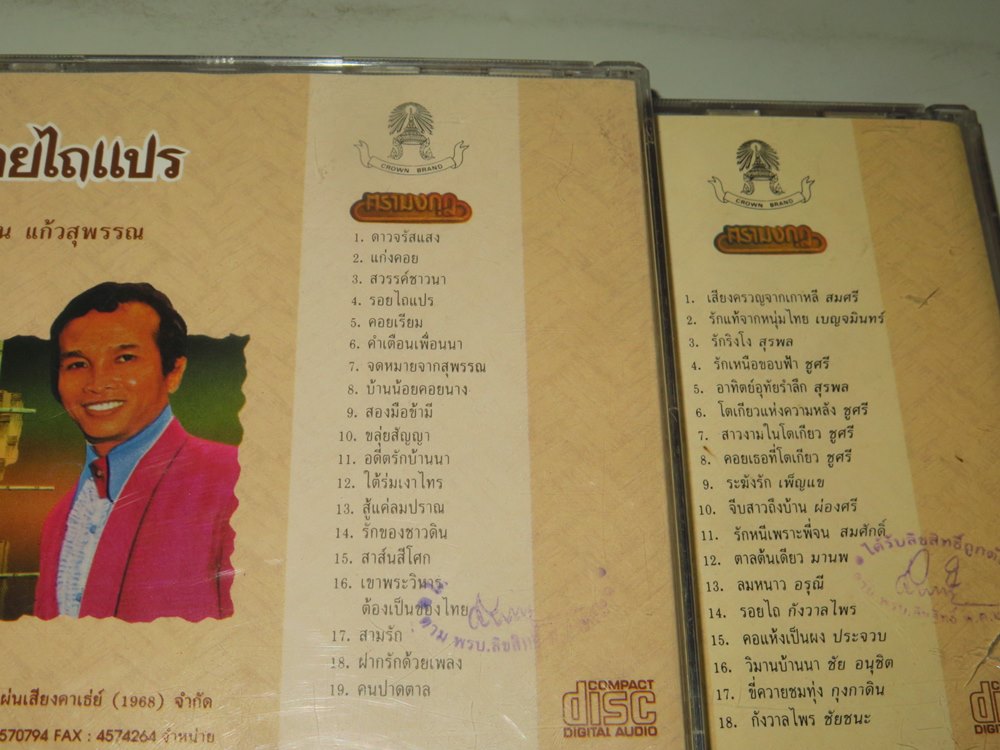 CROWN BRAND
ตรามงกุฎ
ยไถแปร
แก้วสุพรรณ
1. ดาวจรัสแสง
2. แก่งคอย
3. สวรรค์ชาวนา
4. รอยไถแปร
5. คอยเรียม
6. คำเตือนเพื่อนนา
7. จดหมายจากสุพรรณ
8. บ้านน้อยคอยนาง
9. สองมือข้ามี
10. ขลุ่ยสัญญา
11. อดีตรักบ้านนา
12. ใต้ร่มเงาไทร
13. สู้แค่ลมปราณ
14. รักของชาวดิน
15. สาส์นสีโศก
16. เขาพระวิหาร
ต้องเป็นของไทย
17. สามรัก
18. ฝากรักด้วยเพลง
19. คนปาดตาล
ผ่นเสียงคาเธ่ย์ (1968) จำกัด
570794 FAX : 4574264 จำหน่าย
COMPACT
disc
DIGITAL AUDIO
CROWN BRAND
ตรามงกุฎ
1. เสียงครวญจากเกาหลี สมศรี
2. รักแท้จากหนุ่มไทย เบญจมินทร์
3. รักริงโง สุรพล
4. รักเหนือขอบฟ้า ชูศรี
5. อาทิตย์อุทัยรำลึก สุรพล
6. โตเกียวแห่งความหลัง ชูศรี
7. สาวงามในโตเกียว ชูศรี
8. คอยเธอที่โตเกียว ชูศรี
9. ระฆังรัก เพ็ญแข
10. จีบสาวถึงบ้าน ผ่องศรี
11. รักหนีเพราะพี่จน สมศักดิ์
12. ตาลต้นเดียว มานพ
13. ลมหนาว อรุณี
14. รอยไถ กังวาลไพร
15. คอแห้งเป็นผง ประจวบ
16. วิมานบ้านนา ชัย อนุชิต
17. ขี่ควายชมทุ่ง กุงกาดิน
18. กังวาลไพร ชัยชนะ
ได้รับลิขสิทธิ์ถูกต้
disc
DIGITAL